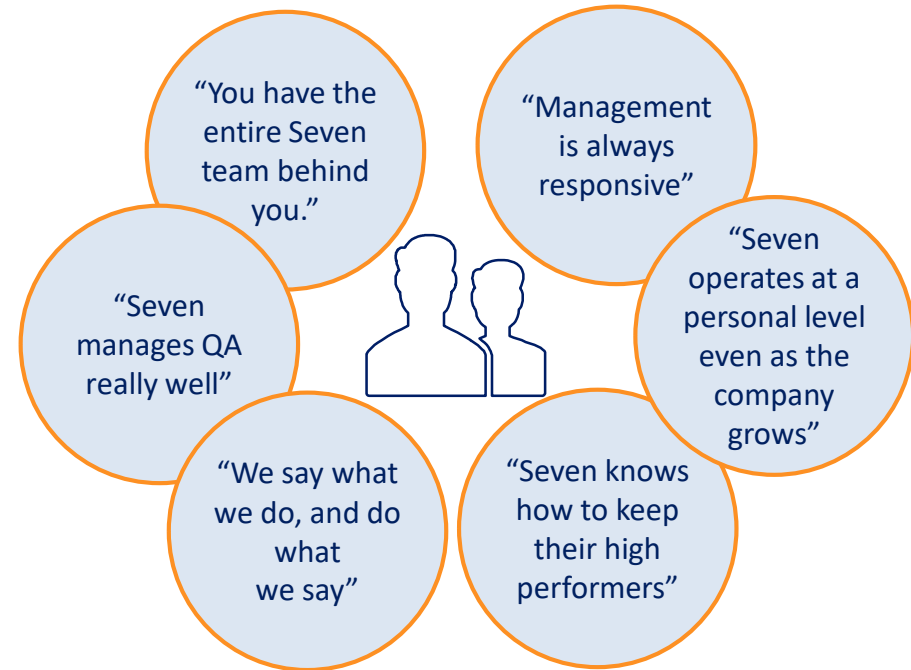 “You have the
entire Seven
team behind
you.”
“Management
is always
responsive”
“Seven
operates at a
personal level
even as the
company
grows”
“Seven knows
how to keep
their high
performers”
“We say what
we do, and do
what
we say”
“Seven
manages QA
really well”